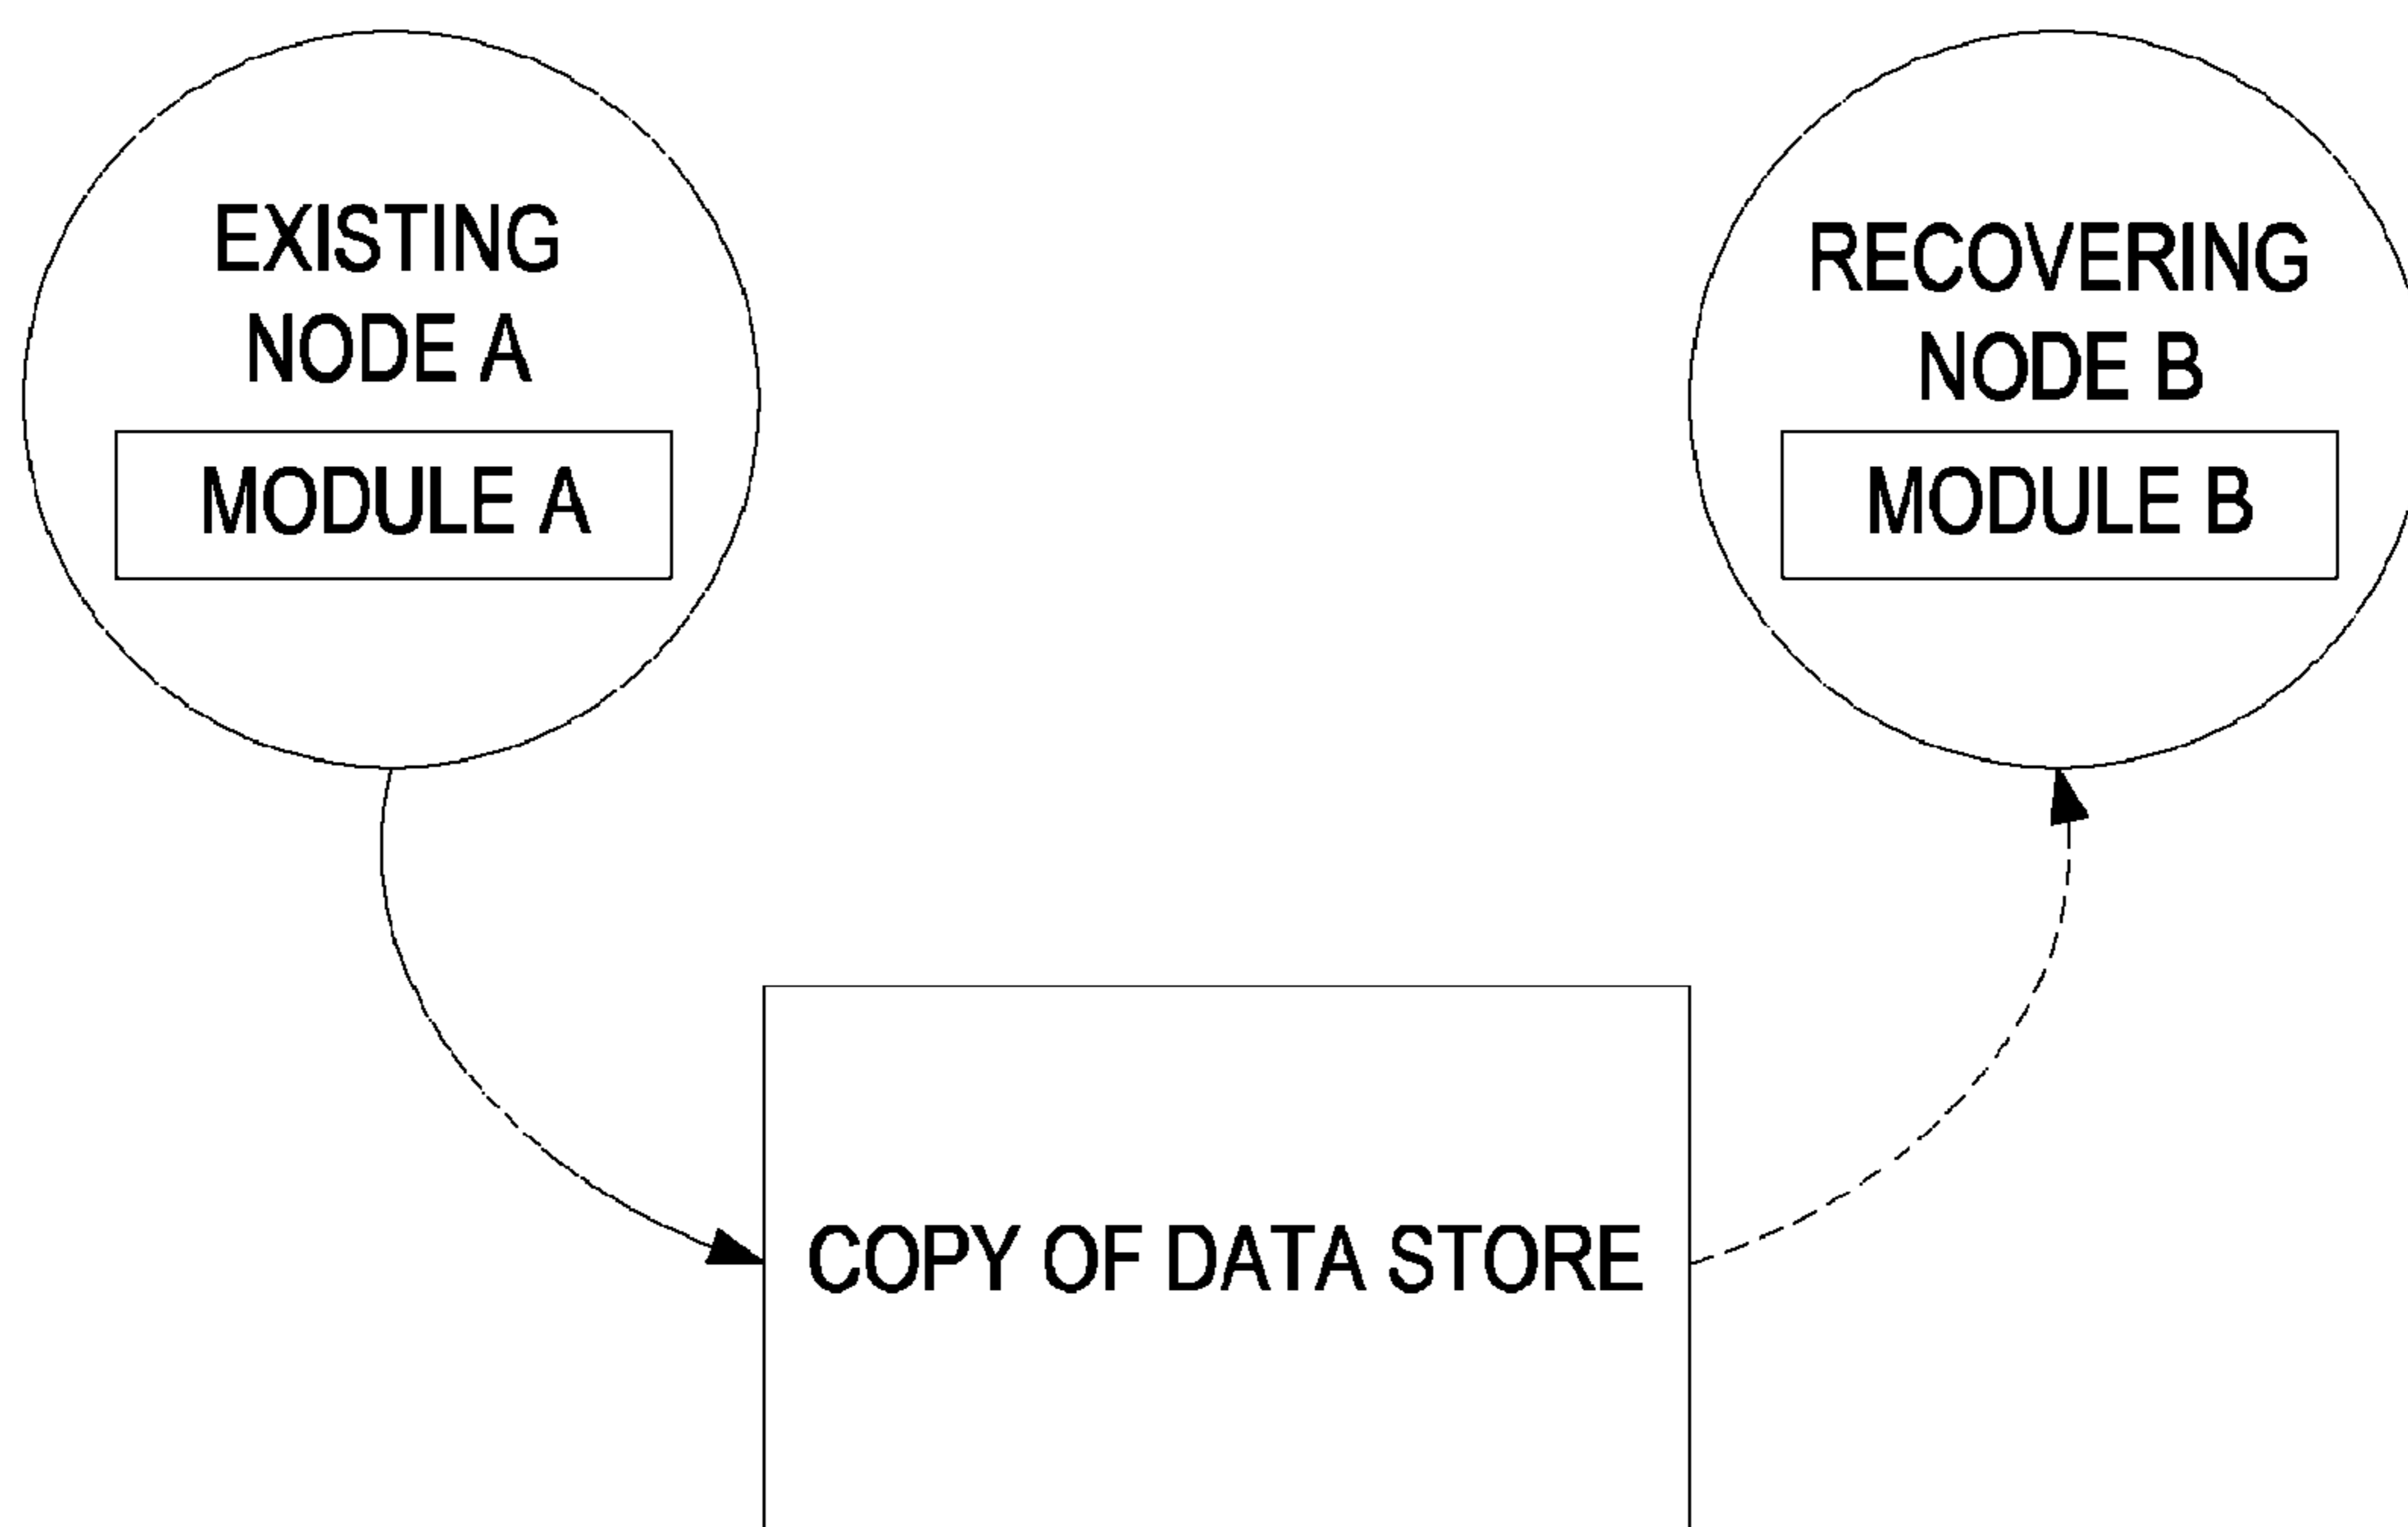 EXISTING
NODE A
MODULE A
RECOVERING
NODE B
MODULE B
COPY OF DATA STORE